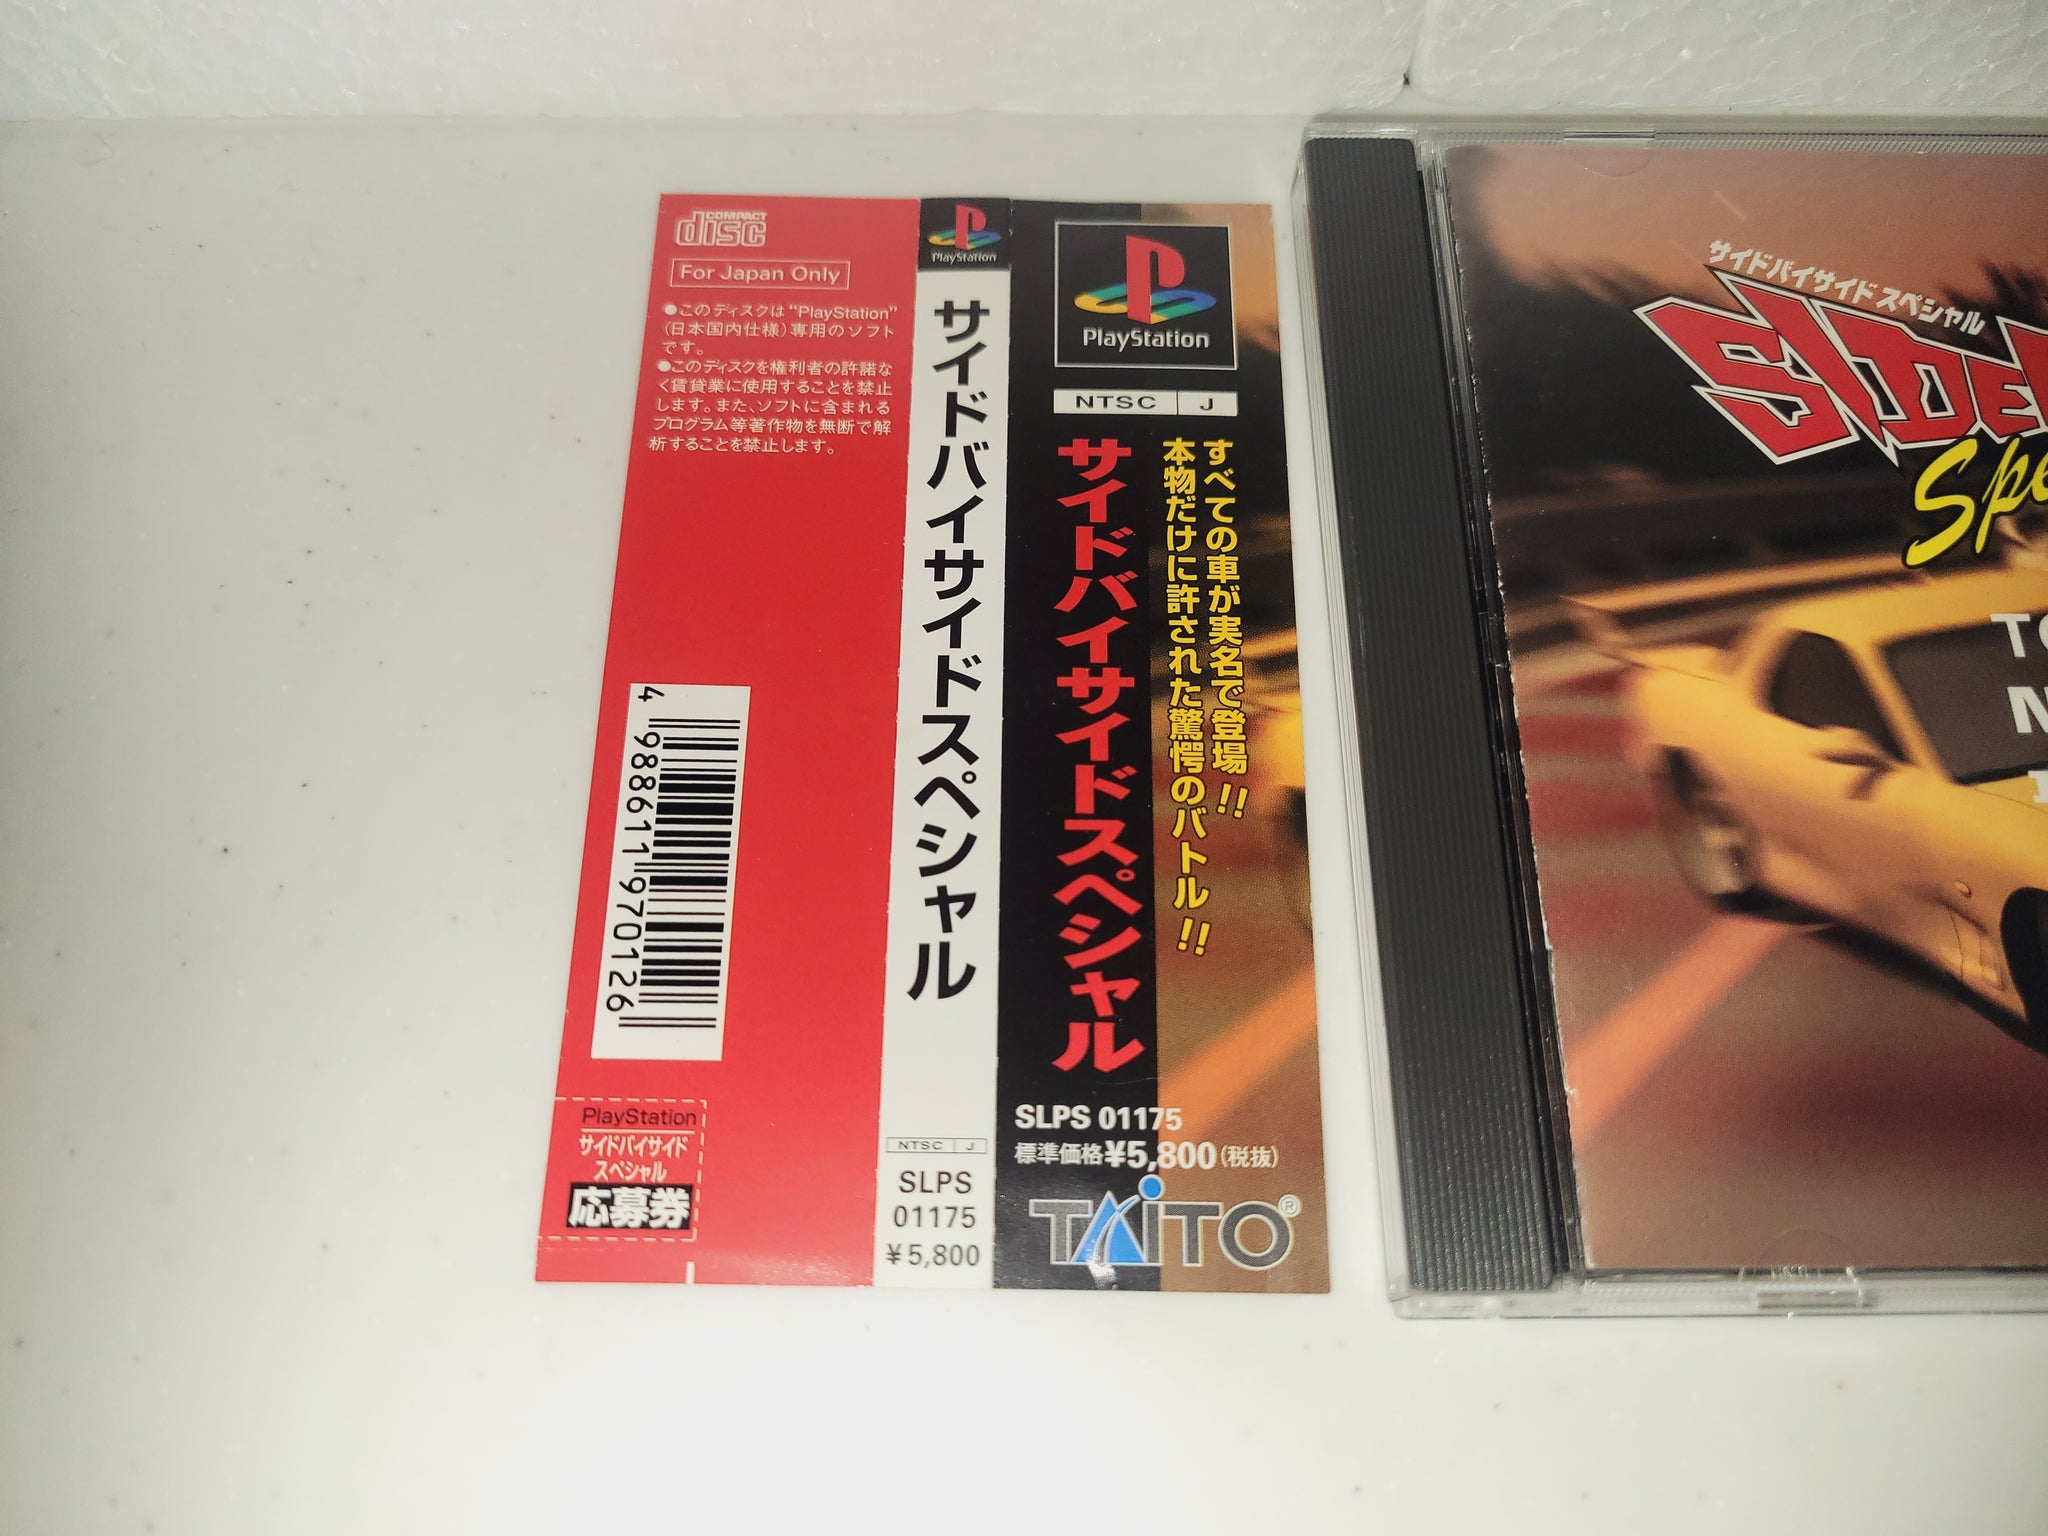 COMPACT
disc
For Japan Only
●このディスクは"PlayStation"
(日本国内仕様)専用のソフト
です。
●このディスクを権利者の許諾な
く賃貸業に使用することを禁止
します。また、ソフトに含まれる
プログラム等著作物を無断で解
析することを禁止します。
4 988611 970126
PlayStation
サイドバイサイド
スペシャル
応募券
PlayStation
サイドバイサイドスペシャル
NTSC J
SLPS
01175
¥5,800
PlayStation
NTSC J
すべての車が実名で登場!!
本物だけに許された驚愕のバトル!!
サイドバイサイドスペシャル
SLPS 01175
標準価格¥5,800(税抜)
TAITO®
サイドバイサイドスペシャル
SIDE
Spe